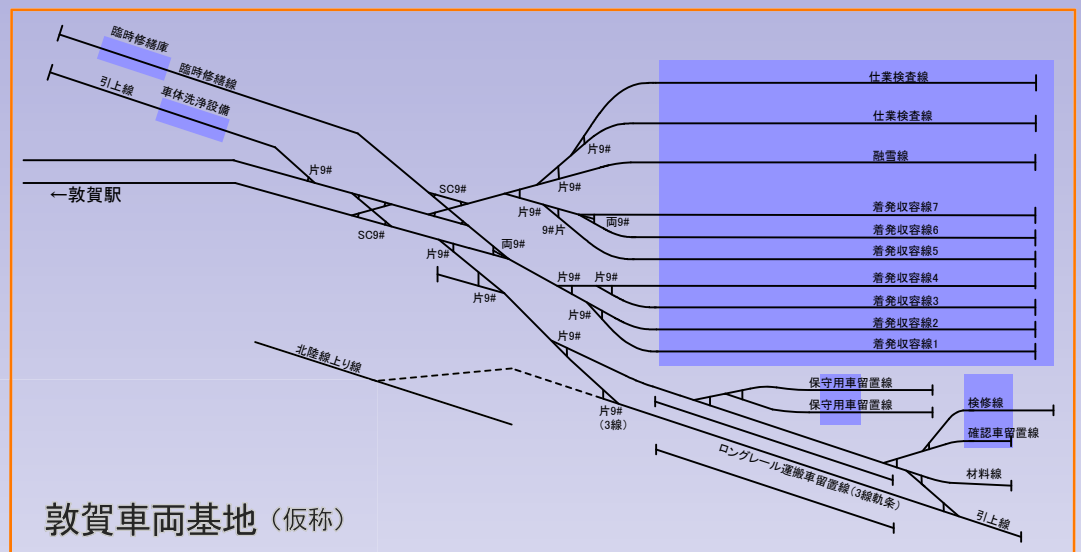 臨時修繕庫
臨時修繕線
引上線
車体洗浄設備
片9#
←敦賀駅
SC9#
SC9#
片9#
片9#
片9#
9#片
両9#
両9#
片9#
片9#
片9#
片9#
片9#
片9#
片9#
片9#
(3線)
仕業検査線
仕業検査線
融雪線
着発収容線7
着発収容線6
着発収容線5
着発収容線4
着発収容線3
着発収容線2
着発収容線1
北陸線上り線
保守用車留置線
保守用車留置線
検修線
確認車留置線
材料線
ロングレール運搬車留置線(3線軌条)
引上線
敦賀車両基地(仮称)